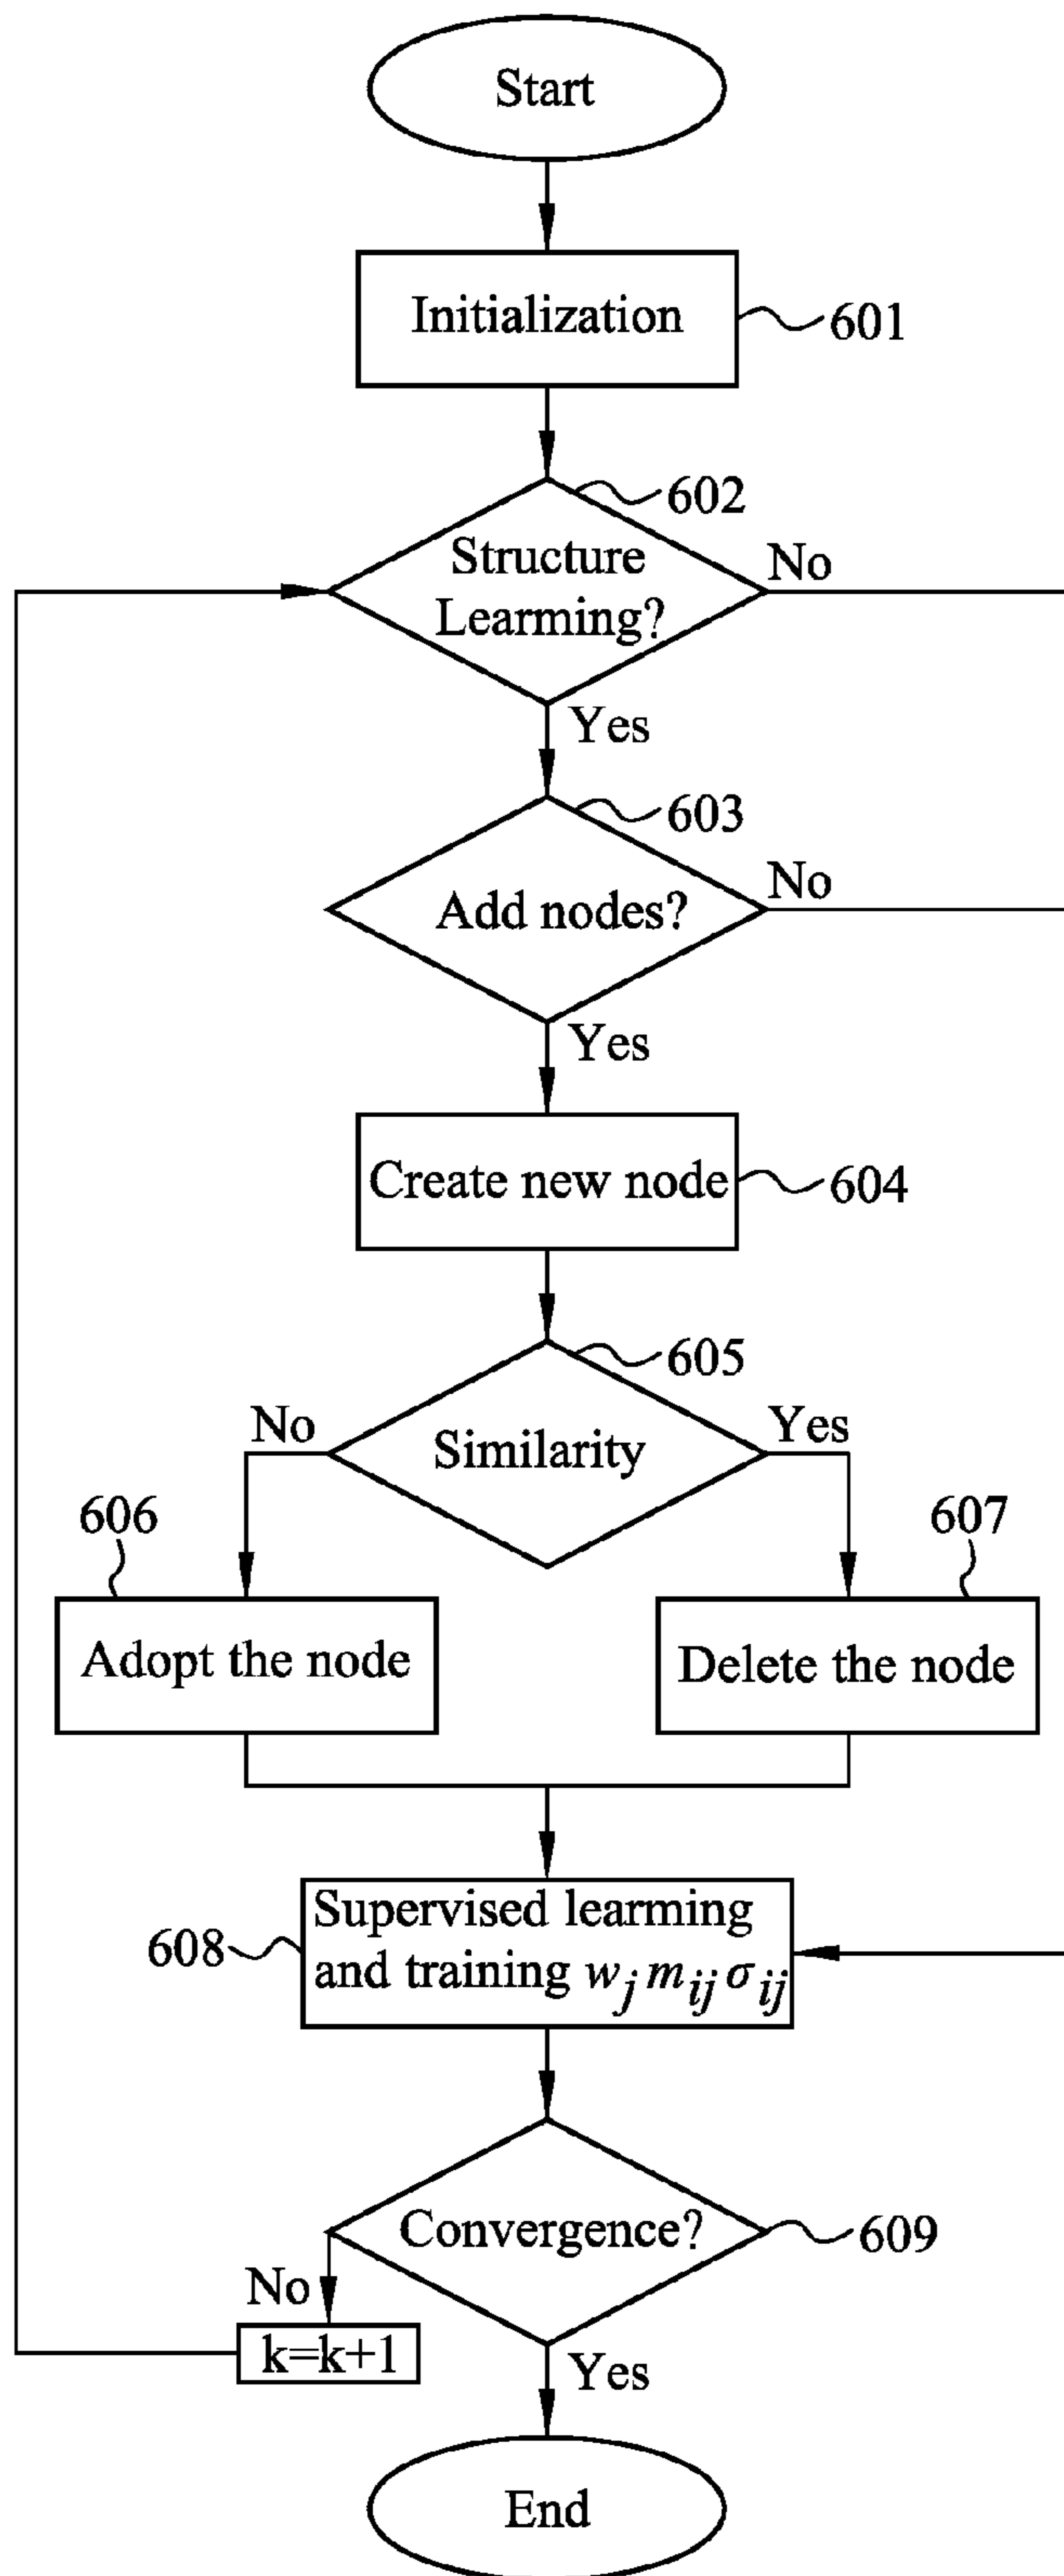 Start
Initialization
601
602
Structure
Learming?
No
Yes
603
Add nodes?
No
Yes
Create new node
604
605
No
Similarity
Yes
606
607
Adopt the node
Delete the node
Supervised learming
608
and training w_j m_ij σ_ij
Convergence?
609
No
k=k+1
Yes
End